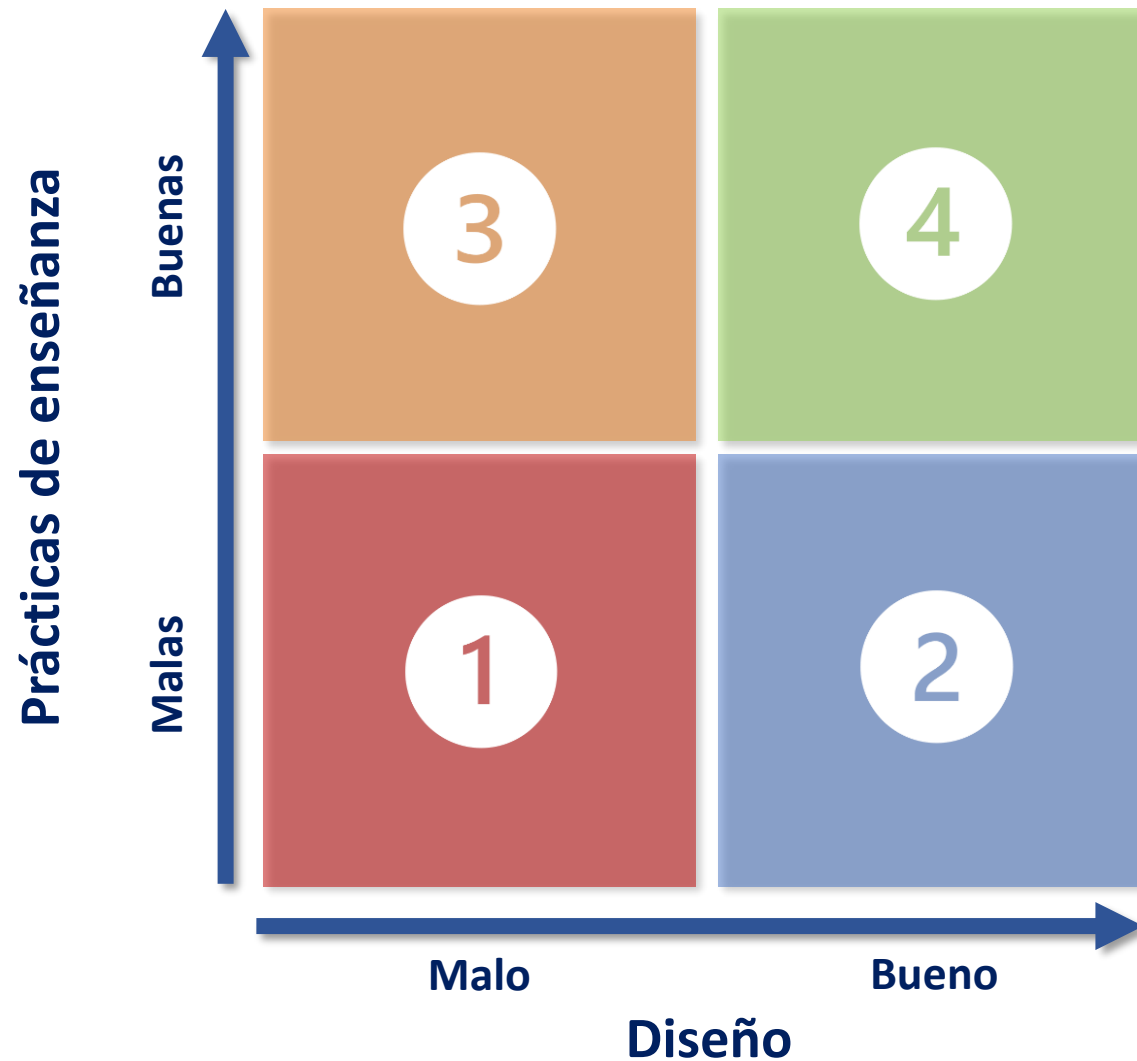 Prácticas de enseñanza
Buenas
Malas
3
4
1
2
Malo
Bueno
Diseño